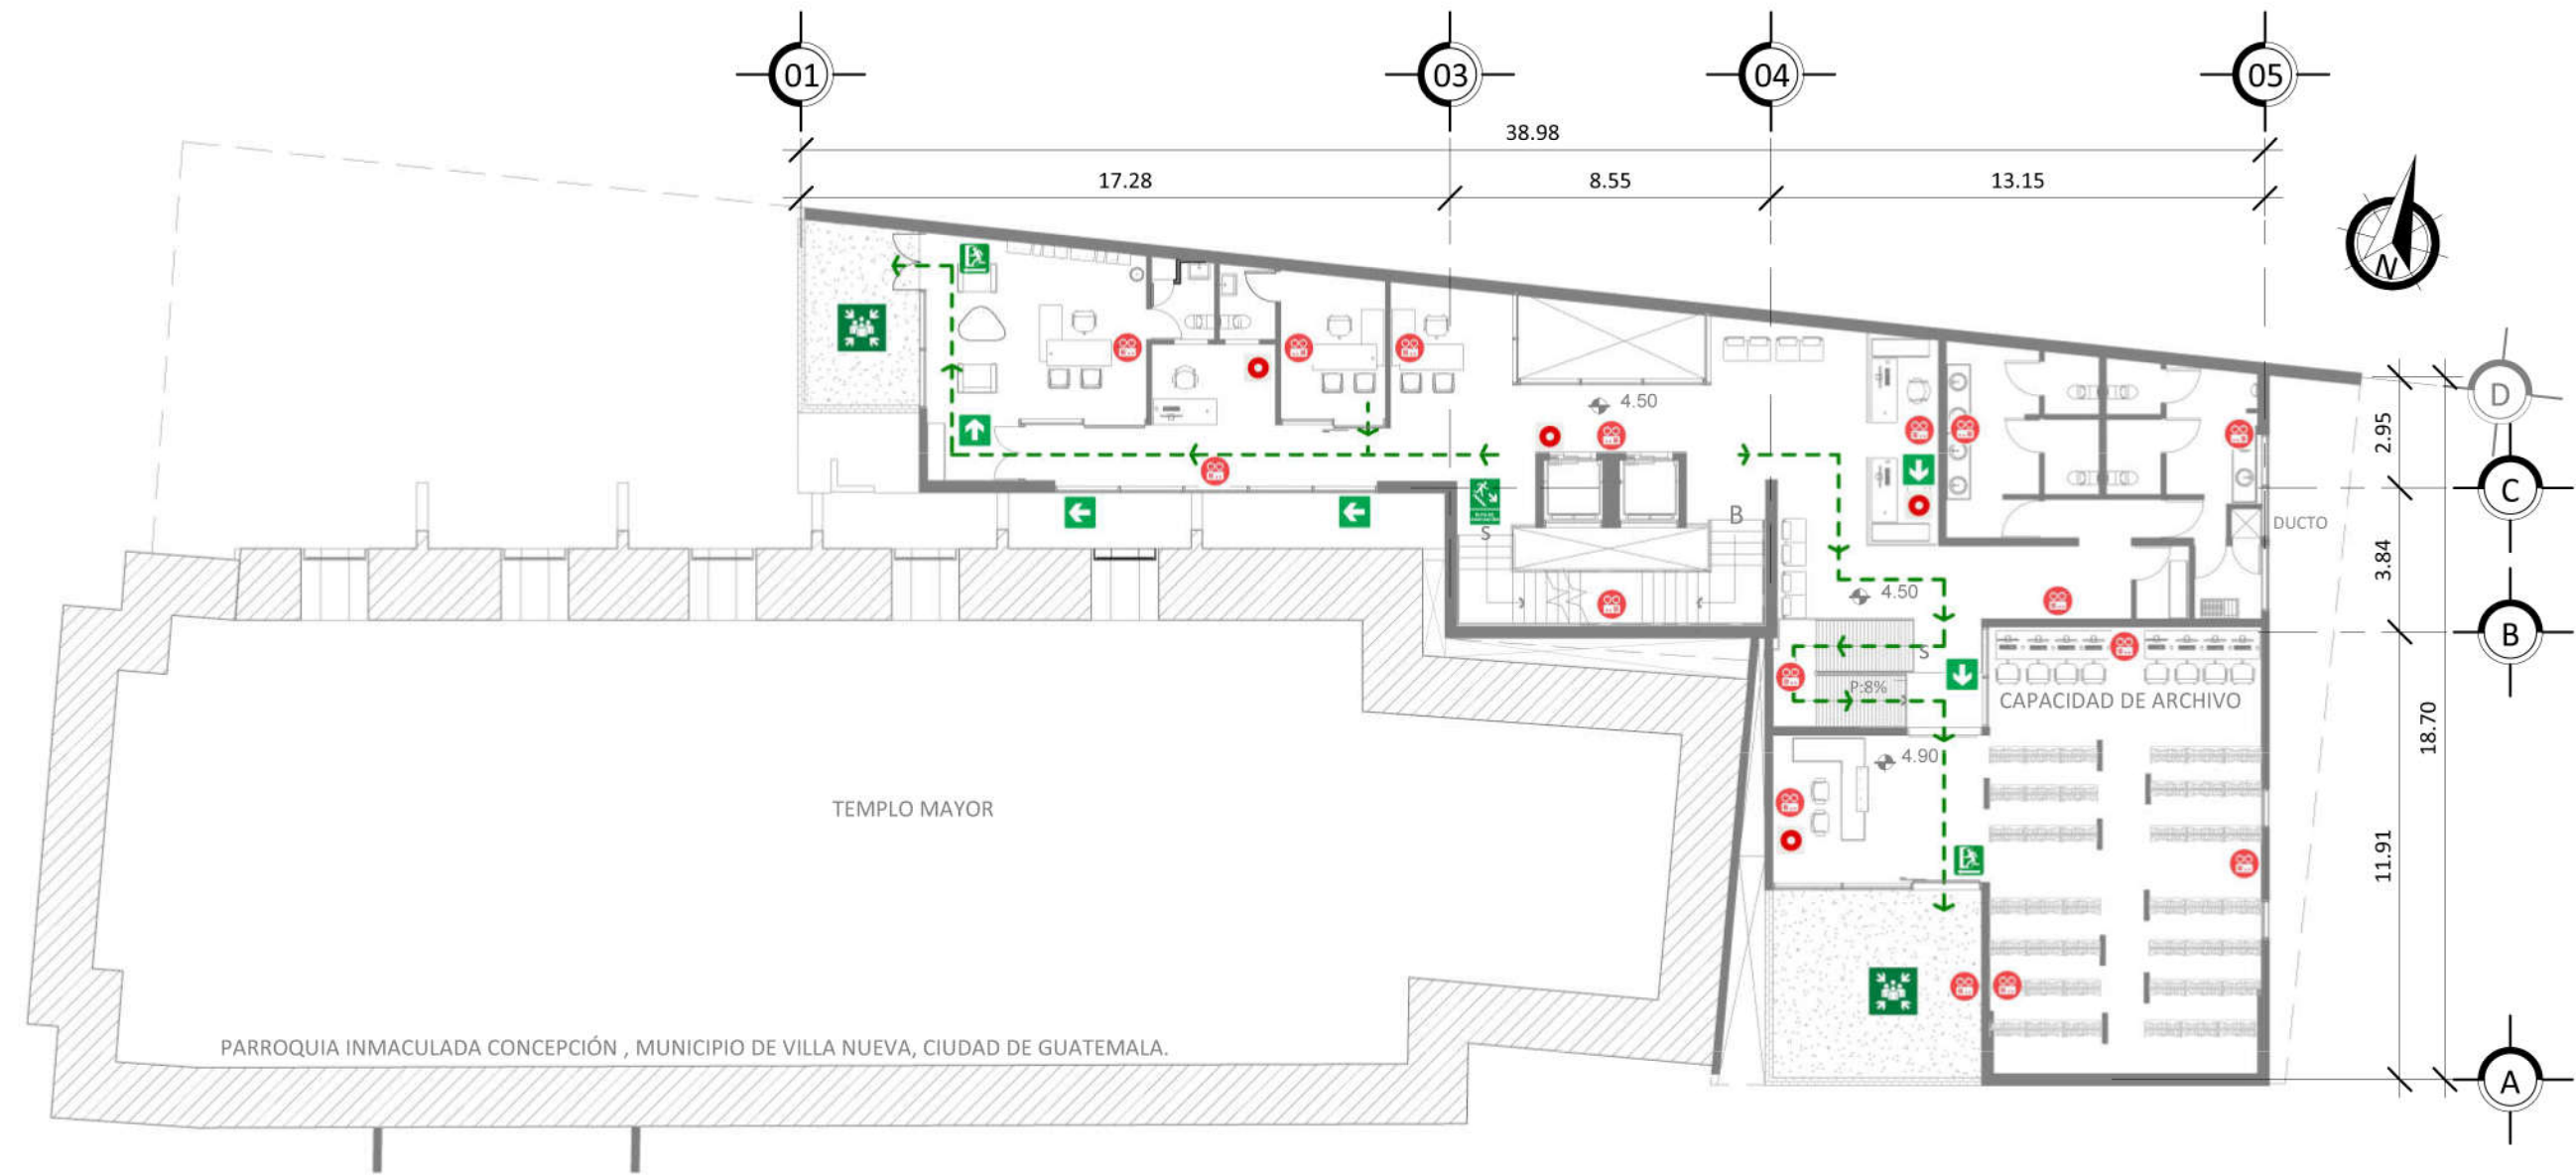 01
03
04
05
38.98
17.28
8.55
13.15
N
D
4.50
2.95
C
B
S
DUCTO
3.84
4.50
B
S
P:8%
CAPACIDAD DE ARCHIVO
18.70
4.90
TEMPLO MAYOR
11.91
PARROQUIA INMACULADA CONCEPCIÓN , MUNICIPIO DE VILLA NUEVA, CIUDAD DE GUATEMALA.
A